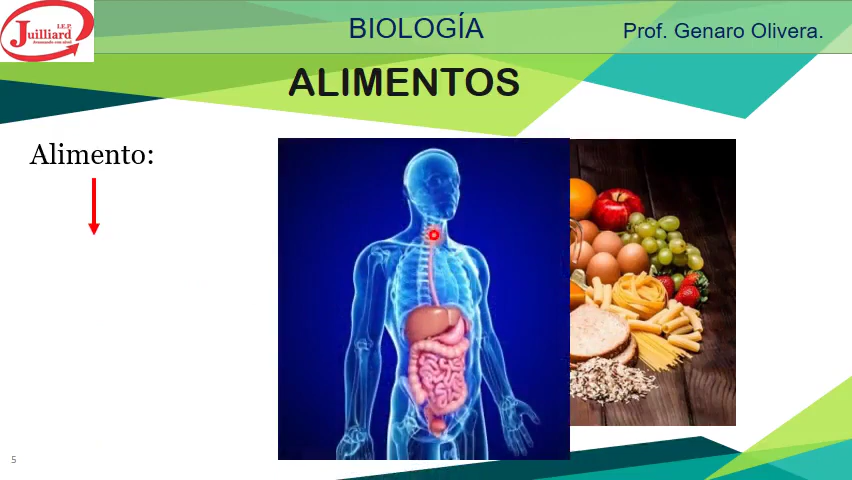 I.E.P.
Juilliard
BIOLOGÍA
Prof. Genaro Olivera.
ALIMENTOS
Alimento:
5